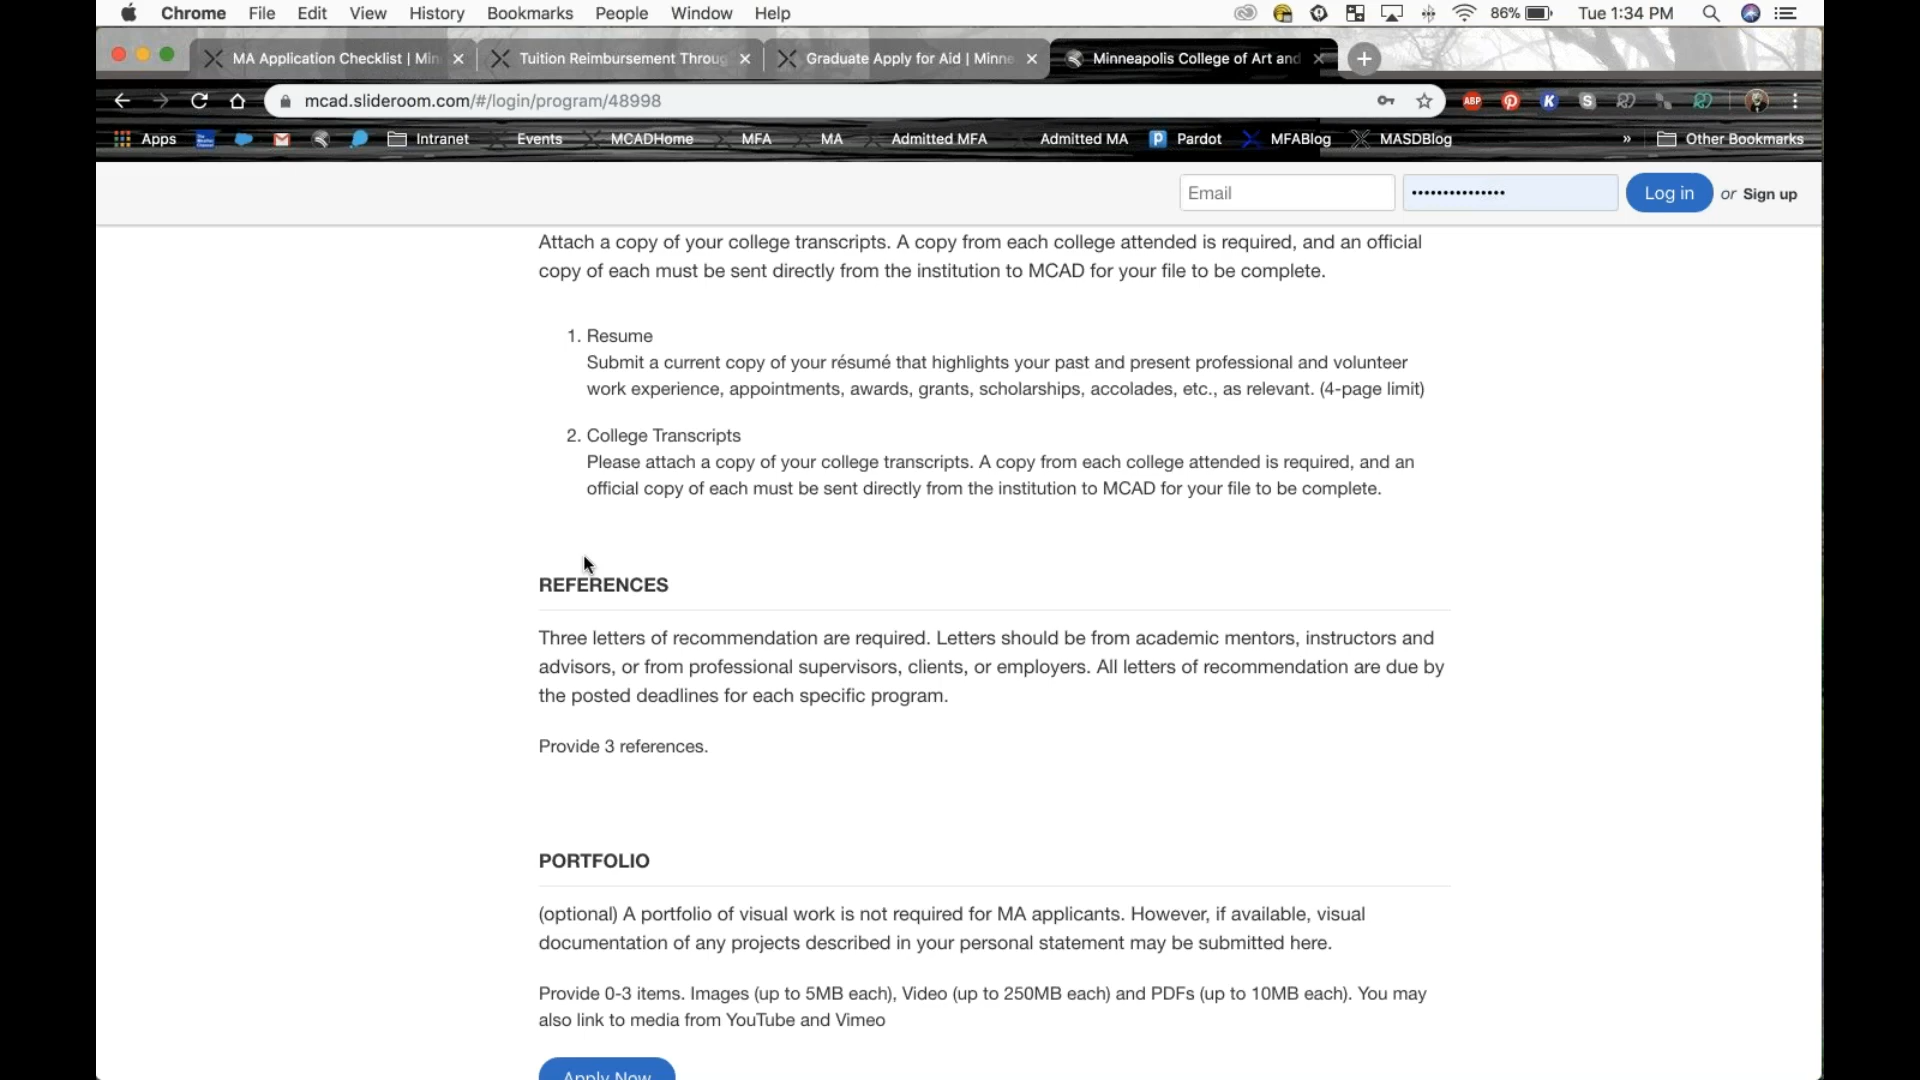 Chrome File Edit View History Bookmarks People Window Help 86% Tue 1:34 PM
MA Application Checklist | Min Tuition Reimbursement Throug Graduate Apply for Aid | Minne Minneapolis College of Art and
mcad.slideroom.com/#/login/program/48998 ABP K S
Apps Intranet Events MCADHome MFA MA Admitted MFA Admitted MA P Pardot MFABlog MASDBlog » Other Bookmarks
Email ••••••••••••••• Log in or Sign up
Attach a copy of your college transcripts. A copy from each college attended is required, and an official
copy of each must be sent directly from the institution to MCAD for your file to be complete.
1. Resume
Submit a current copy of your résumé that highlights your past and present professional and volunteer
work experience, appointments, awards, grants, scholarships, accolades, etc., as relevant. (4-page limit)
2. College Transcripts
Please attach a copy of your college transcripts. A copy from each college attended is required, and an
official copy of each must be sent directly from the institution to MCAD for your file to be complete.
REFERENCES
Three letters of recommendation are required. Letters should be from academic mentors, instructors and
advisors, or from professional supervisors, clients, or employers. All letters of recommendation are due by
the posted deadlines for each specific program.
Provide 3 references.
PORTFOLIO
(optional) A portfolio of visual work is not required for MA applicants. However, if available, visual
documentation of any projects described in your personal statement may be submitted here.
Provide 0-3 items. Images (up to 5MB each), Video (up to 250MB each) and PDFs (up to 10MB each). You may
also link to media from YouTube and Vimeo
Apply Now